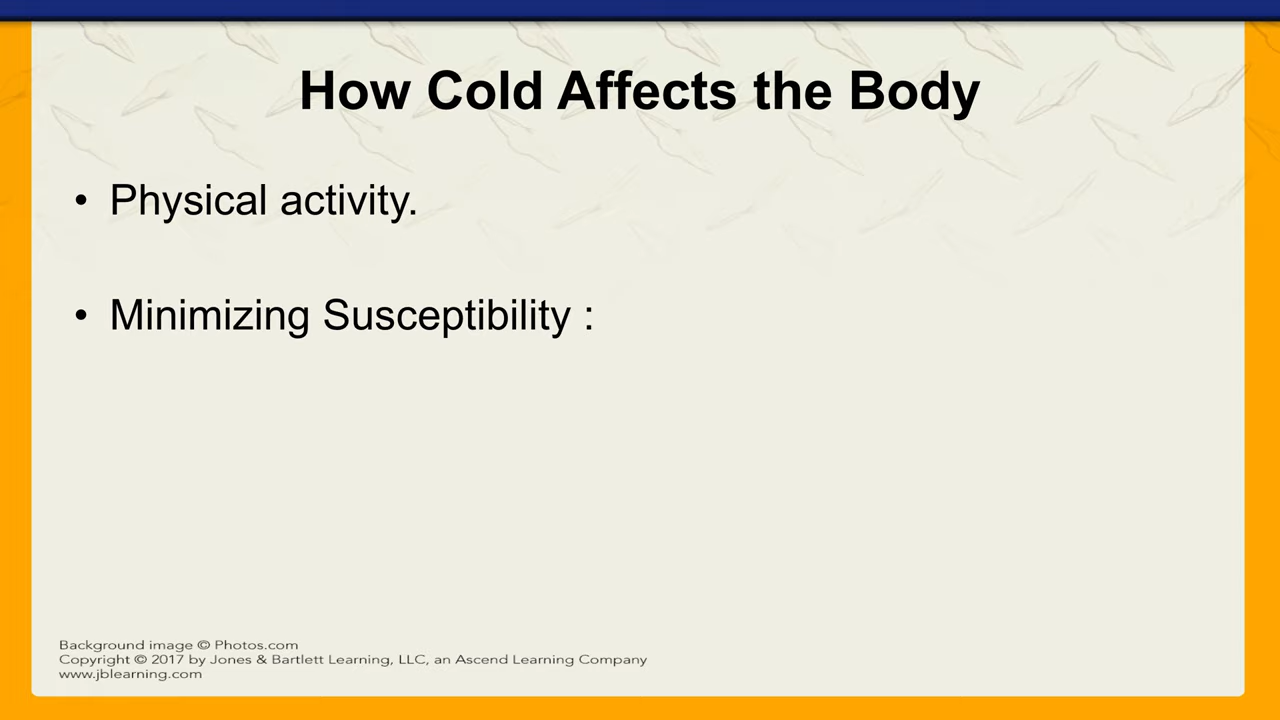 How Cold Affects the Body
• Physical activity.
• Minimizing Susceptibility :
Background image © Photos.com
Copyright © 2017 by Jones & Bartlett Learning, LLC, an Ascend Learning Company
www.jblearning.com